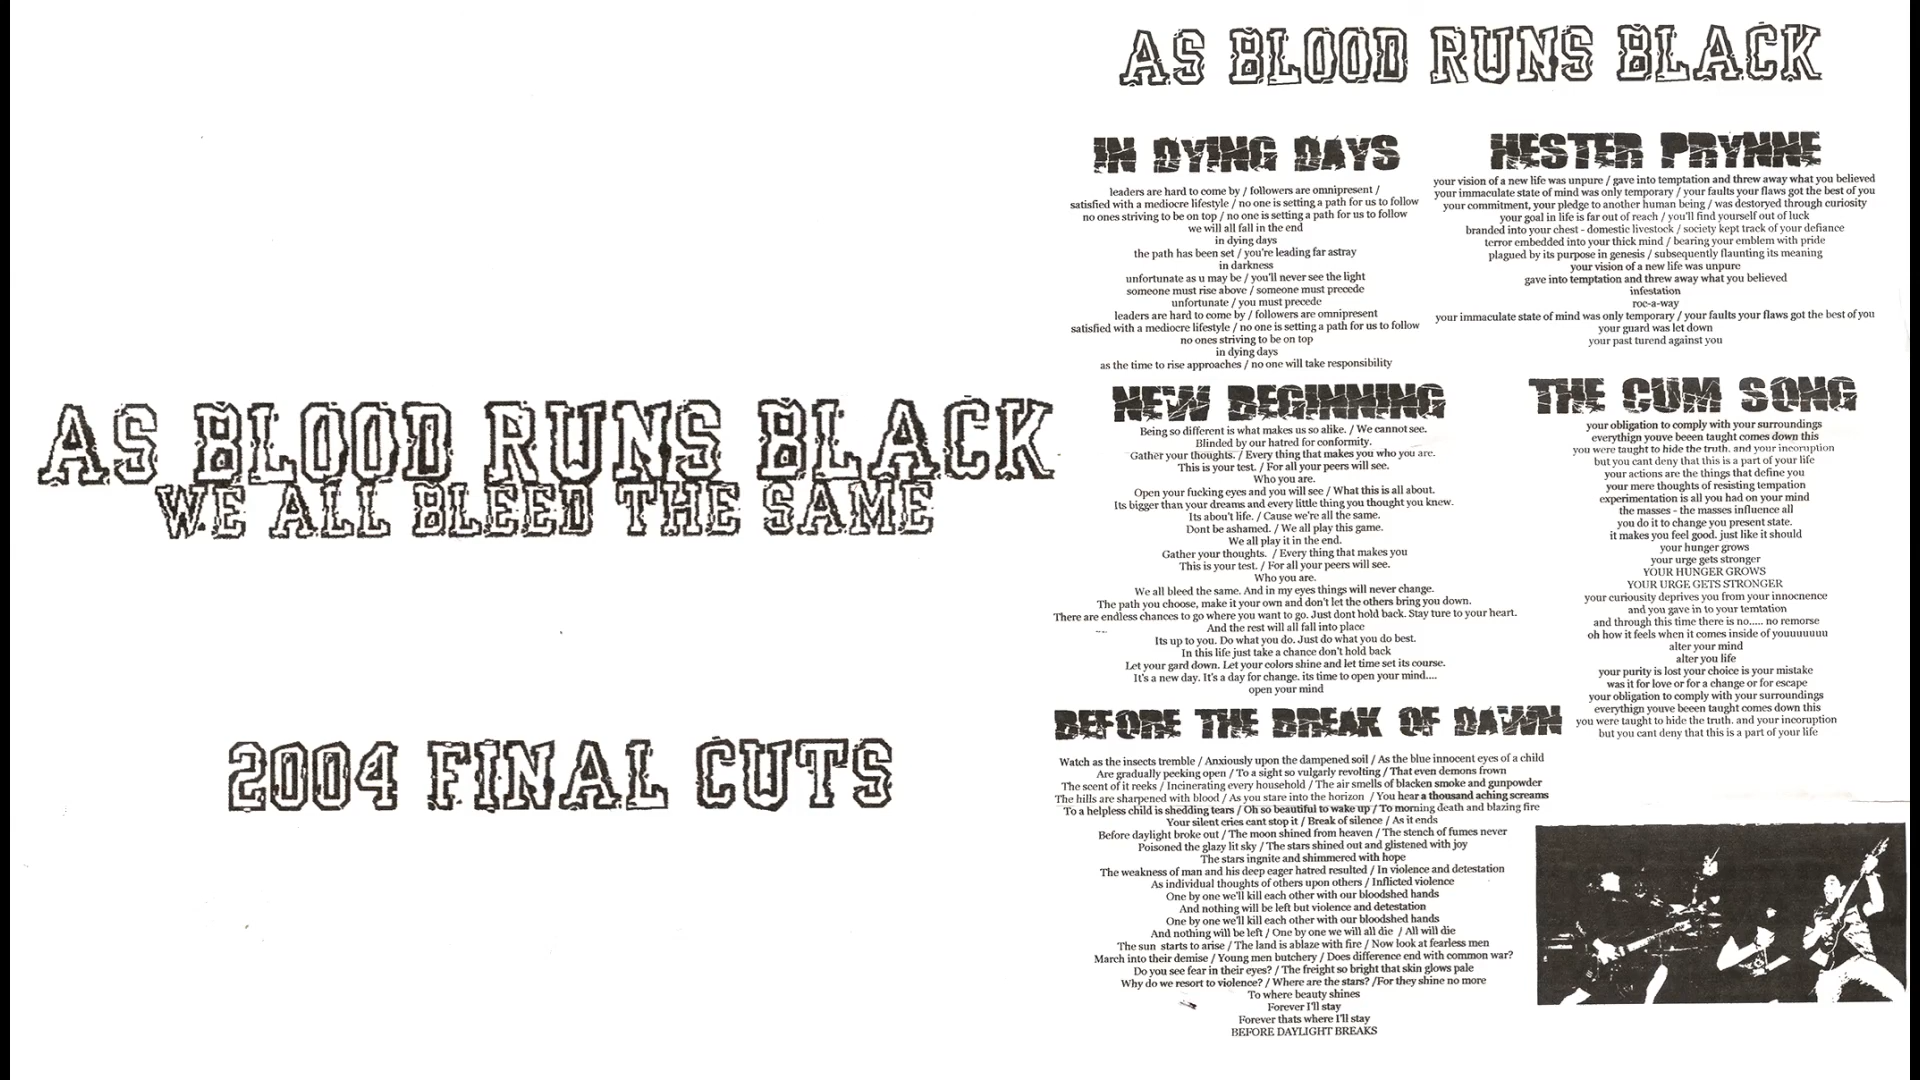 AS BLOOD RUNS BLACK
WE ALL BLEED THE SAME
2004 FINAL CUTS
AS BLOOD RUNS BLACK
IN DYING DAYS
leaders are hard to come by / followers are omnipresent /
satisfied with a mediocre lifestyle / no one is setting a path for us to follow
no ones striving to be on top / no one is setting a path for us to follow
we will all fall in the end
in dying days
the path has been set / you're leading far astray
in darkness
unfortunate as u may be / you'll never see the light
someone must rise above / someone must precede
unfortunate / you must precede
leaders are hard to come by / followers are omnipresent
satisfied with a mediocre lifestyle / no one is setting a path for us to follow
no ones striving to be on top
in dying days
as the time to rise approaches / no one will take responsibility
HESTER PRYNNE
your vision of a new life was unpure / gave into temptation and threw away what you believed
your immaculate state of mind was only temporary / your faults your flaws got the best of you
your commitment, your pledge to another human being / was destoryed through curiosity
your goal in life is far out of reach / you'll find yourself out of luck
branded into your chest - domestic livestock / society kept track of your defiance
terror embedded into your thick mind / bearing your emblem with pride
plagued by its purpose in genesis / subsequently flaunting its meaning
your vision of a new life was unpure
gave into temptation and threw away what you believed
infestation
roc-a-way
your immaculate state of mind was only temporary / your faults your flaws got the best of you
your guard was let down
your past turend against you
NEW BEGINNING
Being so different is what makes us so alike. / We cannot see.
Blinded by our hatred for conformity.
Gather your thoughts. / Every thing that makes you who you are.
This is your test. / For all your peers will see.
Who you are.
Open your fucking eyes and you will see / What this is all about.
Its bigger than your dreams and every little thing you thought you knew.
Its abou't life. / Cause we're all the same.
Dont be ashamed. / We all play this game.
We all play it in the end.
Gather your thoughts. / Every thing that makes you
This is your test. / For all your peers will see.
Who you are.
We all bleed the same. And in my eyes things will never change.
The path you choose, make it your own and don't let the others bring you down.
There are endless chances to go where you want to go. Just dont hold back. Stay ture to your heart.
And the rest will all fall into place
Its up to you. Do what you do. Just do what you do best.
In this life just take a chance don't hold back
Let your gard down. Let your colors shine and let time set its course.
It's a new day. It's a day for change. its time to open your mind....
open your mind
THE CUM SONG
your obligation to comply with your surroundings
everythign youve beeen taught comes down this
you were taught to hide the truth. and your incoruption
but you cant deny that this is a part of your life
your actions are the things that define you
your mere thoughts of resisting tempation
experimentation is all you had on your mind
the masses - the masses influence all
you do it to change you present state.
it makes you feel good. just like it should
your hunger grows
your urge gets stronger
YOUR HUNGER GROWS
YOUR URGE GETS STRONGER
your curiousity deprives you from your innocnence
and you gave in to your temtation
and through this time there is no..... no remorse
oh how it feels when it comes inside of youuuuuuu
alter your mind
alter you life
your purity is lost your choice is your mistake
was it for love or for a change or for escape
your obligation to comply with your surroundings
everythign youve beeen taught comes down this
you were taught to hide the truth. and your incoruption
but you cant deny that this is a part of your life
BEFORE THE BREAK OF DAWN
Watch as the insects tremble / Anxiously upon the dampened soil / As the blue innocent eyes of a child
Are gradually peeking open / To a sight so vulgarly revolting / That even demons frown
The scent of it reeks / Incinerating every household / The air smells of blacken smoke and gunpowder
The hills are sharpened with blood / As you stare into the horizon / You hear a thousand aching screams
To a helpless child is shedding tears / Oh so beautiful to wake up / To morning death and blazing fire
Your silent cries cant stop it / Break of silence / As it ends
Before daylight broke out / The moon shined from heaven / The stench of fumes never
Poisoned the glazy lit sky / The stars shined out and glistened with joy
The stars ingnite and shimmered with hope
The weakness of man and his deep eager hatred resulted / In violence and detestation
As individual thoughts of others upon others / Inflicted violence
One by one we'll kill each other with our bloodshed hands
And nothing will be left but violence and detestation
One by one we'll kill each other with our bloodshed hands
And nothing will be left / One by one we will all die / All will die
The sun starts to arise / The land is ablaze with fire / Now look at fearless men
March into their demise / Young men butchery / Does difference end with common war?
Do you see fear in their eyes? / The freight so bright that skin glows pale
Why do we resort to violence? / Where are the stars? /For they shine no more
To where beauty shines
Forever I'll stay
Forever thats where I'll stay
BEFORE DAYLIGHT BREAKS